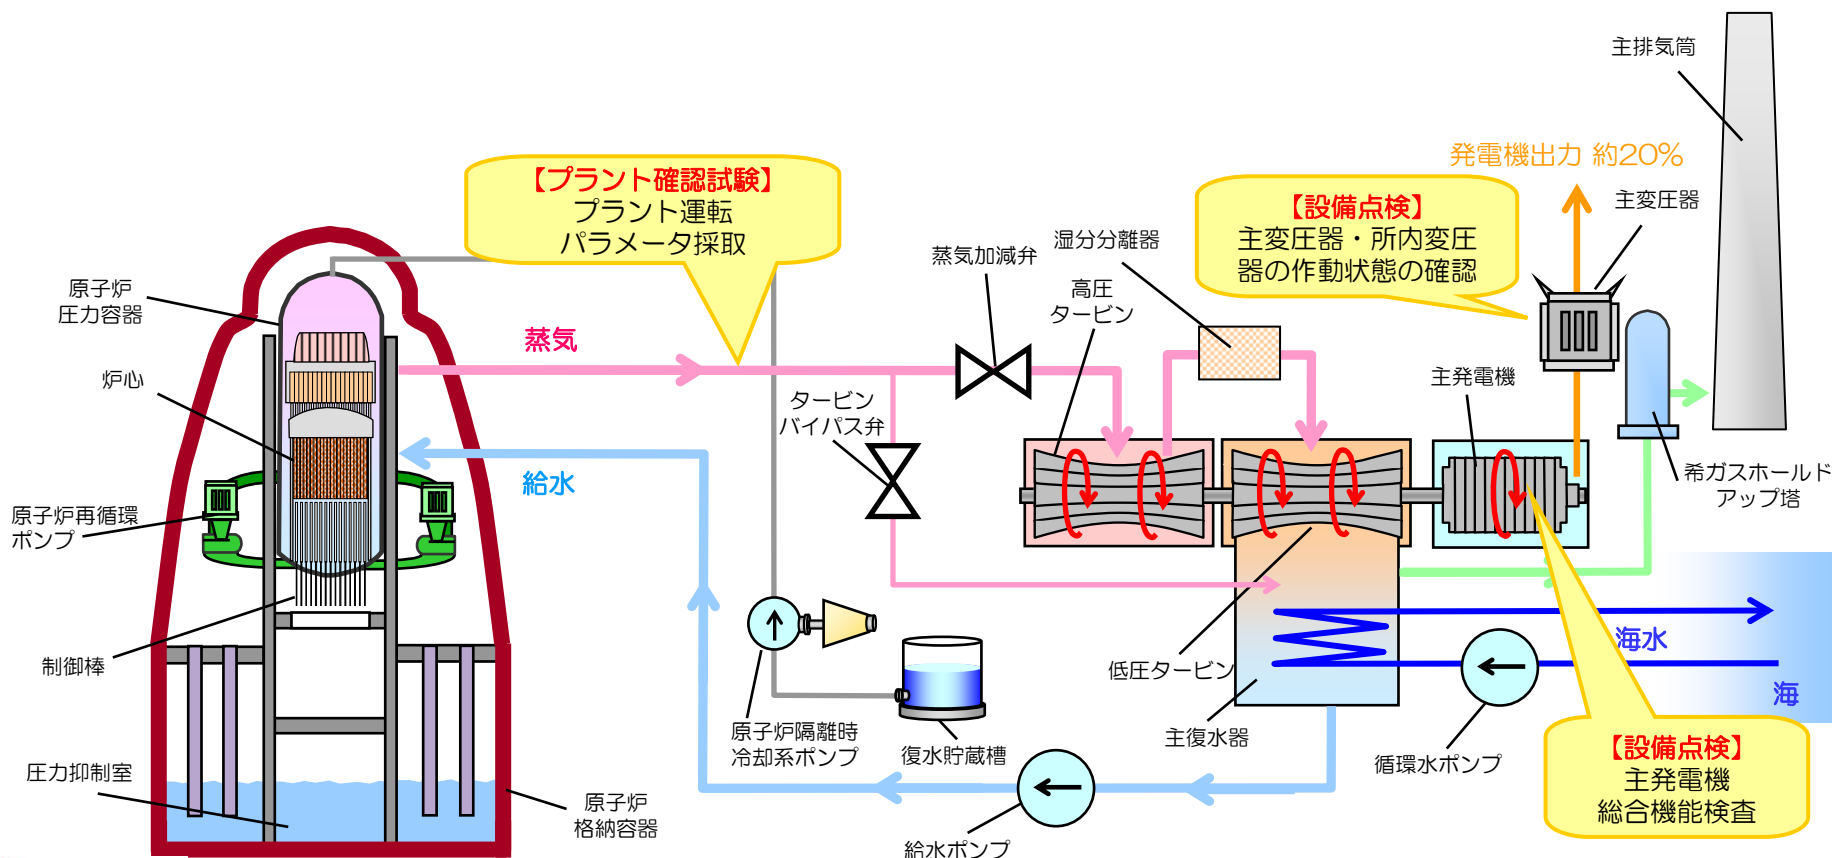 主排気筒
発電機出力 約20%
【プラント確認試験】
プラント運転
パラメータ採取
【設備点検】
主変圧器・所内変圧
器の作動状態の確認
主変圧器
湿分分離器
蒸気加減弁
原子炉
圧力容器
高圧
タービン
蒸気
炉心
主発電機
タービン
バイパス弁
給水
希ガスホールド
アップ塔
原子炉再循環
ポンプ
制御棒
低圧タービン
海水
海
原子炉隔離時
冷却系ポンプ
復水貯蔵槽
主復水器
循環水ポンプ
【設備点検】
主発電機
総合機能検査
圧力抑制室
原子炉
格納容器
給水ポンプ